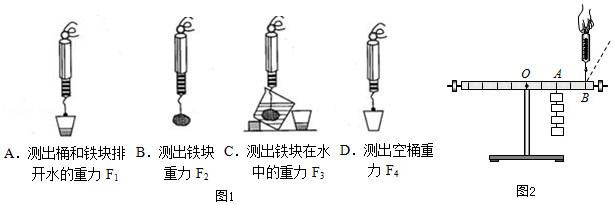 O A
B
A．测出桶和铁块排 B．测出铁块 C．测出铁块在水 D．测出空桶重
开水的重力 F₁ 重力 F₂ 中的重力 F₃ 力 F₄
图1
图2